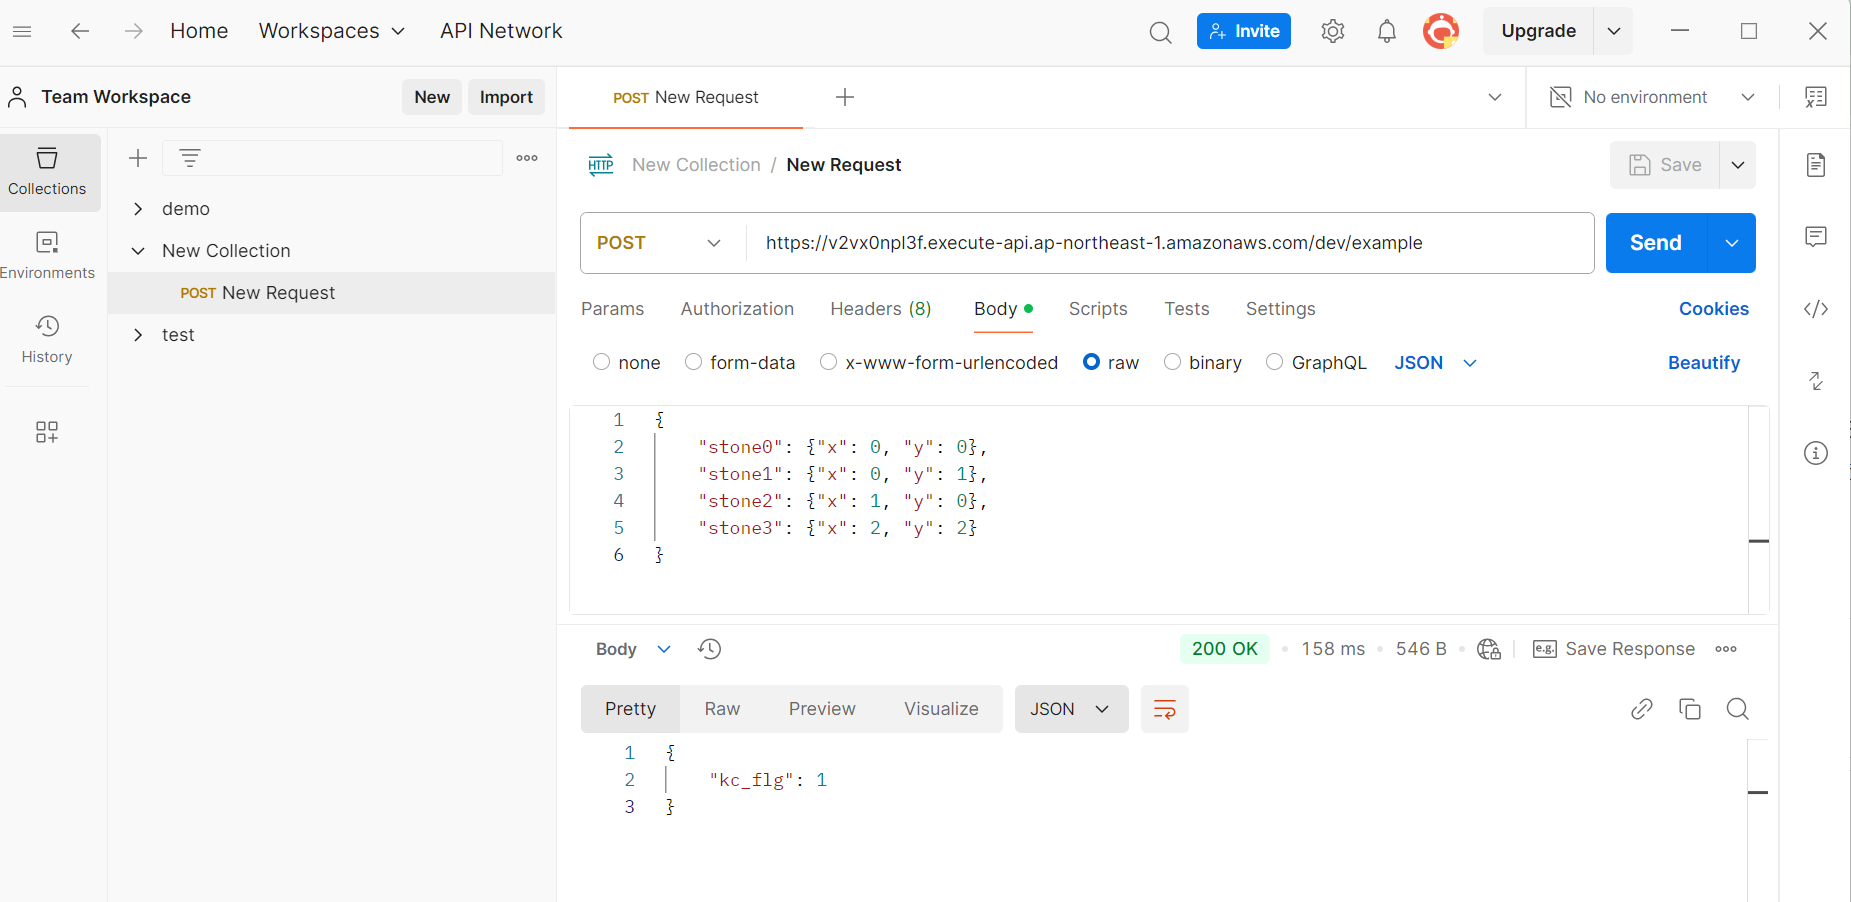 Home Workspaces API Network Invite Upgrade
Team Workspace New Import POST New Request No environment
Collections
Environments
History
demo
New Collection
POST New Request
test
HTTP New Collection / New Request Save
POST https://v2vx0npl3f.execute-api.ap-northeast-1.amazonaws.com/dev/example Send
Params Authorization Headers (8) Body Scripts Tests Settings Cookies
none form-data x-www-form-urlencoded raw binary GraphQL JSON Beautify
1 {
2 "stone0": {"x": 0, "y": 0},
3 "stone1": {"x": 0, "y": 1},
4 "stone2": {"x": 1, "y": 0},
5 "stone3": {"x": 2, "y": 2}
6 }
Body 200 OK • 158 ms • 546 B • e.g. Save Response
Pretty Raw Preview Visualize JSON
1 {
2 "kc_flg": 1
3 }